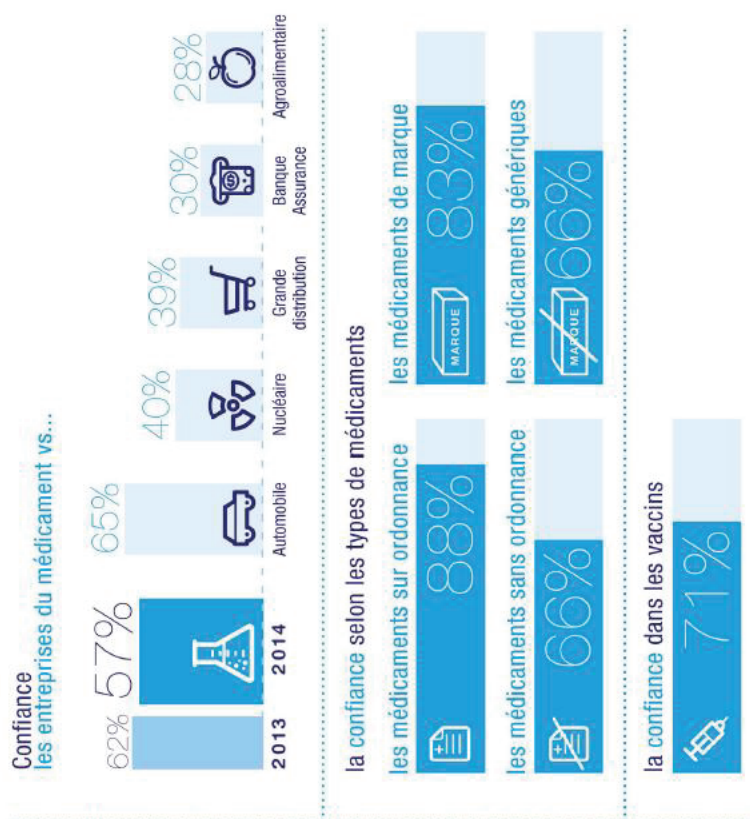 Confiance
les entreprises du médicament vs...
62%
57%
65%
40%
39%
30%
28%
2013
2014
Automobile
Nucléaire
Grande
distribution
Banque
Assurance
Agroalimentaire
la confiance selon les types de médicaments
les médicaments sur ordonnance
88%
les médicaments de marque
MARQUE
83%
les médicaments sans ordonnance
66%
les médicaments génériques
MARQUE
66%
la confiance dans les vaccins
71%